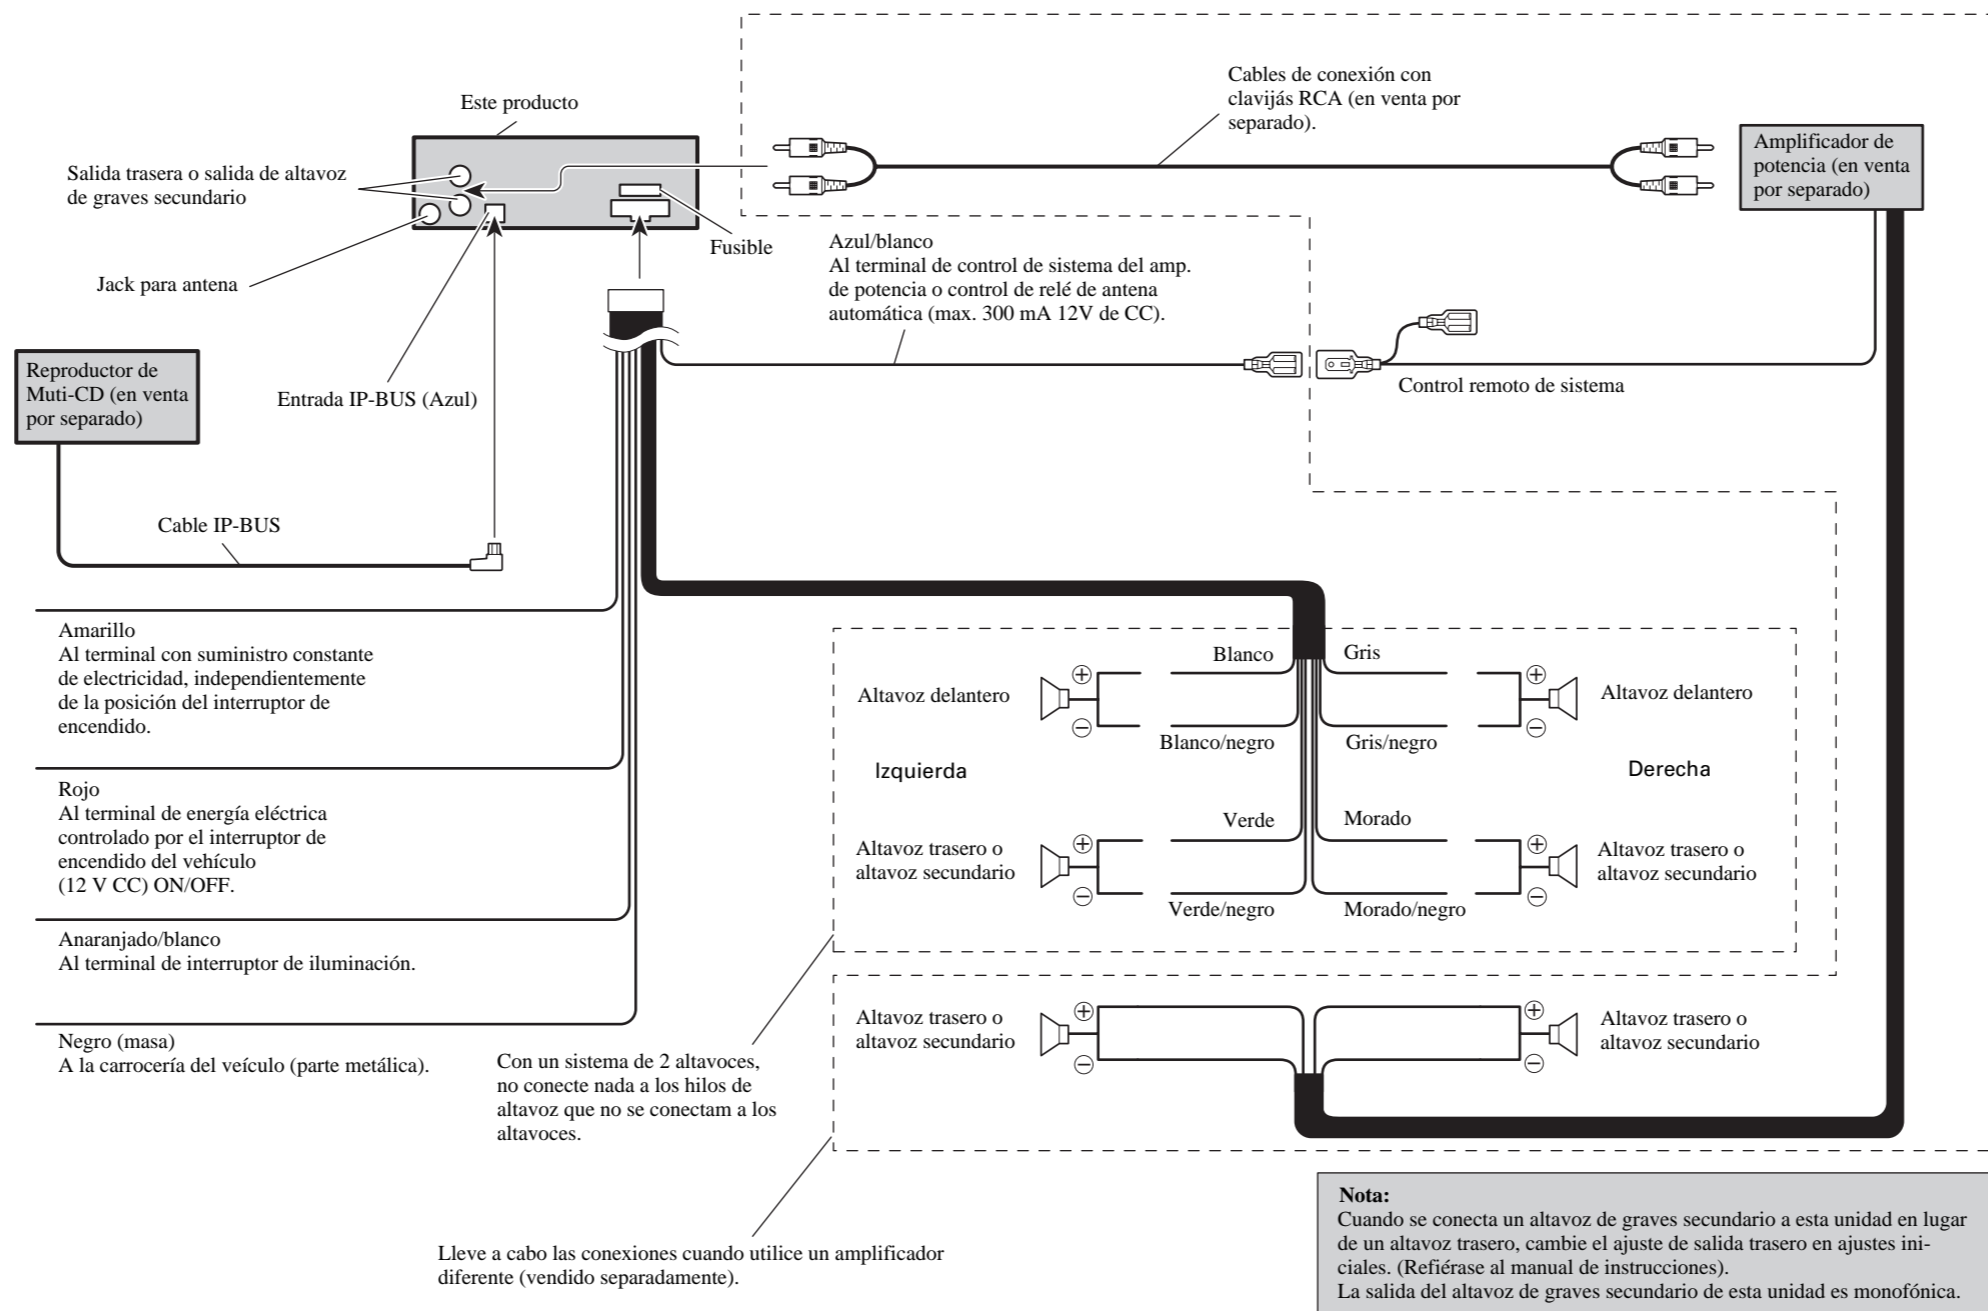 Este producto
Salida trasera o salida de altavoz
de graves secundario
Jack para antena
Fusible
Cables de conexión con
clavijás RCA (en venta por
separado).
Amplificador de
potencia (en venta
por separado)
Azul/blanco
Al terminal de control de sistema del amp.
de potencia o control de relé de antena
automática (max. 300 mA 12V de CC).
Control remoto de sistema
Reproductor de
Muti-CD (en venta
por separado)
Entrada IP-BUS (Azul)
Cable IP-BUS
Amarillo
Al terminal con suministro constante
de electricidad, independientemente
de la posición del interruptor de
encendido.
Rojo
Al terminal de energía eléctrica
controlado por el interruptor de
encendido del vehículo
(12 V CC) ON/OFF.
Anaranjado/blanco
Al terminal de interruptor de iluminación.
Negro (masa)
A la carrocería del veículo (parte metálica).
Blanco
Gris
Altavoz delantero
+
−
+
−
Altavoz delantero
Blanco/negro
Gris/negro
Izquierda
Derecha
Verde
Morado
Altavoz trasero o
altavoz secundario
+
−
+
−
Altavoz trasero o
altavoz secundario
Verde/negro
Morado/negro
Altavoz trasero o
altavoz secundario
+
−
+
−
Altavoz trasero o
altavoz secundario
Con un sistema de 2 altavoces,
no conecte nada a los hilos de
altavoz que no se conectam a los
altavoces.
Lleve a cabo las conexiones cuando utilice un amplificador
diferente (vendido separadamente).
Nota:
Cuando se conecta un altavoz de graves secundario a esta unidad en lugar
de un altavoz trasero, cambie el ajuste de salida trasero en ajustes ini-
ciales. (Refiérase al manual de instrucciones).
La salida del altavoz de graves secundario de esta unidad es monofónica.